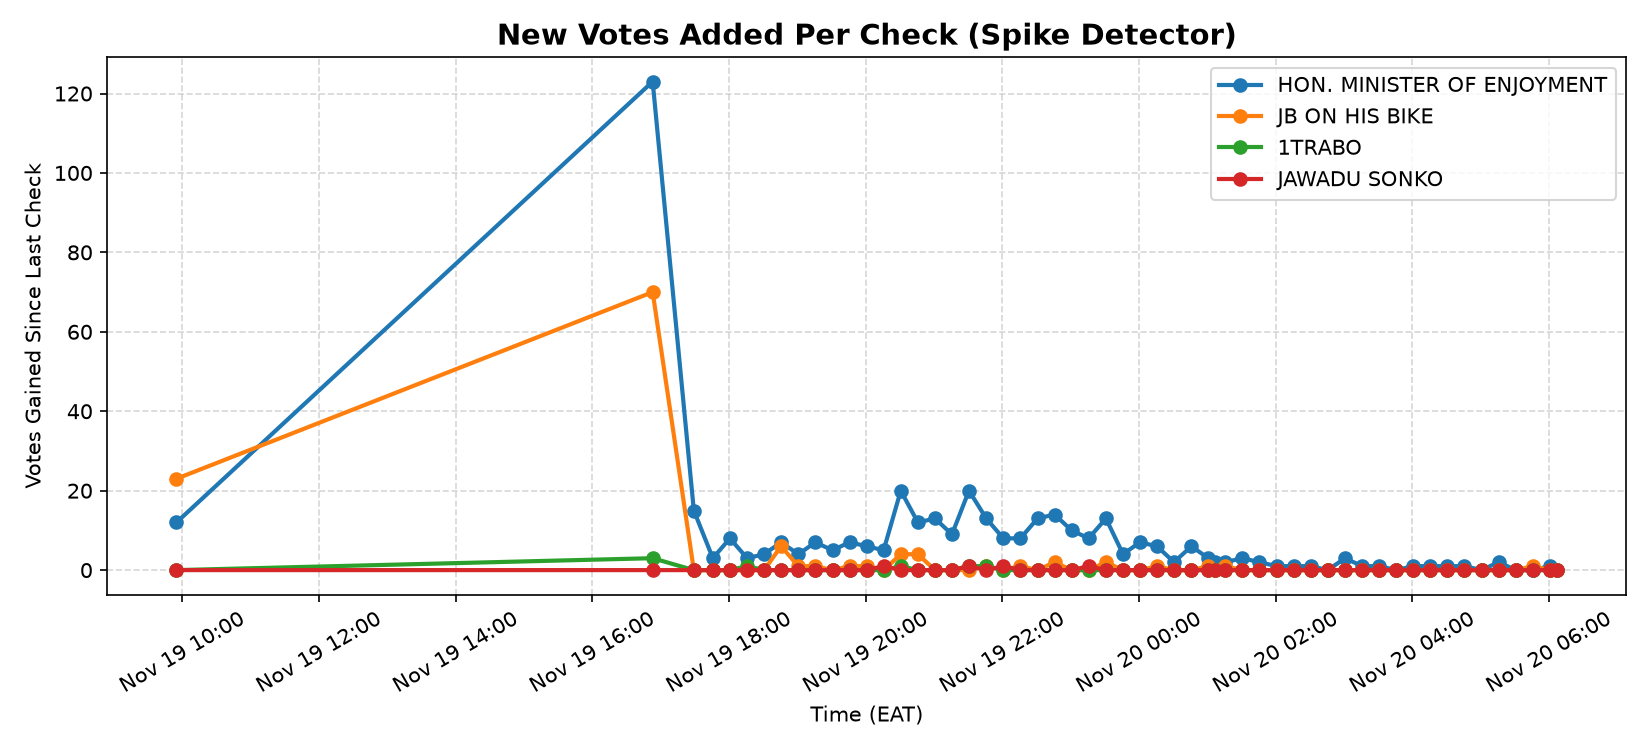 New Votes Added Per Check (Spike Detector)
HON. MINISTER OF ENJOYMENT
JB ON HIS BIKE
1TRABO
JAWADU SONKO
Votes Gained Since Last Check
120
100
80
60
40
20
0
Nov 19 10:00
Nov 19 12:00
Nov 19 14:00
Nov 19 16:00
Nov 19 18:00
Nov 19 20:00
Nov 19 22:00
Nov 20 00:00
Nov 20 02:00
Nov 20 04:00
Nov 20 06:00
Time (EAT)